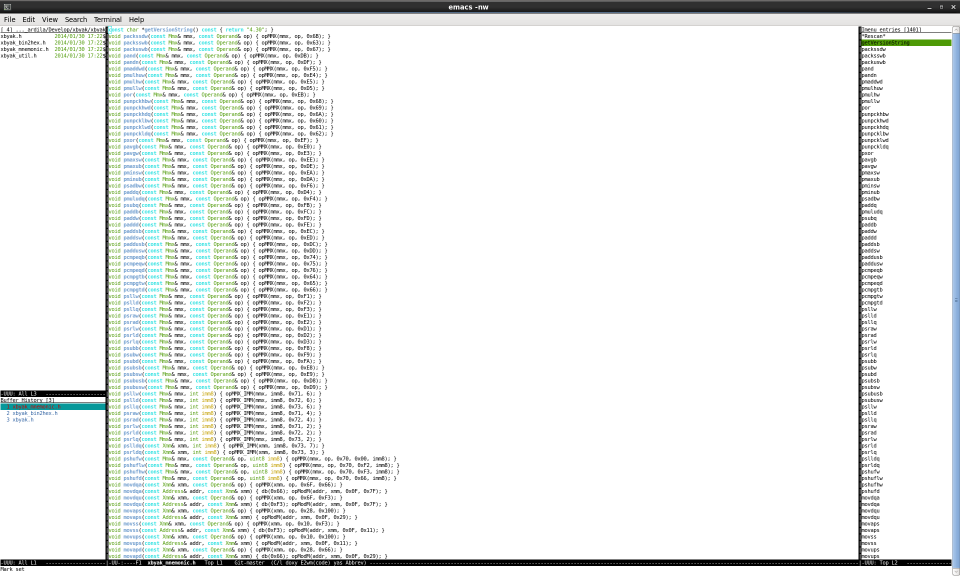 emacs -nw
File Edit View Search Terminal Help
[ 4] ... ardila/Develop/xbyak/xbyak
xbyak.h 2014/01/30 17:22
xbyak_bin2hex.h 2014/01/30 17:22
xbyak_mnemonic.h 2014/01/30 17:22
xbyak_util.h 2014/01/30 17:22
-UUU: All L3
Buffer History [3]
1 xbyak_mnemonic.h
2 xbyak_bin2hex.h
3 xbyak.h
-UUU: All L1
const char *getVersionString() const { return "4.30"; }
void packssdw(const Mmx& mmx, const Operand& op) { opMMX(mmx, op, 0x6B); }
void packsswb(const Mmx& mmx, const Operand& op) { opMMX(mmx, op, 0x63); }
void packuswb(const Mmx& mmx, const Operand& op) { opMMX(mmx, op, 0x67); }
void pand(const Mmx& mmx, const Operand& op) { opMMX(mmx, op, 0xDB); }
void pandn(const Mmx& mmx, const Operand& op) { opMMX(mmx, op, 0xDF); }
void pmaddwd(const Mmx& mmx, const Operand& op) { opMMX(mmx, op, 0xF5); }
void pmulhuw(const Mmx& mmx, const Operand& op) { opMMX(mmx, op, 0xE4); }
void pmulhw(const Mmx& mmx, const Operand& op) { opMMX(mmx, op, 0xE5); }
void pmullw(const Mmx& mmx, const Operand& op) { opMMX(mmx, op, 0xD5); }
void por(const Mmx& mmx, const Operand& op) { opMMX(mmx, op, 0xEB); }
void punpckhbw(const Mmx& mmx, const Operand& op) { opMMX(mmx, op, 0x68); }
void punpckhwd(const Mmx& mmx, const Operand& op) { opMMX(mmx, op, 0x69); }
void punpckhdq(const Mmx& mmx, const Operand& op) { opMMX(mmx, op, 0x6A); }
void punpcklbw(const Mmx& mmx, const Operand& op) { opMMX(mmx, op, 0x60); }
void punpcklwd(const Mmx& mmx, const Operand& op) { opMMX(mmx, op, 0x61); }
void punpckldq(const Mmx& mmx, const Operand& op) { opMMX(mmx, op, 0x62); }
void pxor(const Mmx& mmx, const Operand& op) { opMMX(mmx, op, 0xEF); }
void pavgb(const Mmx& mmx, const Operand& op) { opMMX(mmx, op, 0xE0); }
void pavgw(const Mmx& mmx, const Operand& op) { opMMX(mmx, op, 0xE3); }
void pmaxsw(const Mmx& mmx, const Operand& op) { opMMX(mmx, op, 0xEE); }
void pmaxub(const Mmx& mmx, const Operand& op) { opMMX(mmx, op, 0xDE); }
void pminsw(const Mmx& mmx, const Operand& op) { opMMX(mmx, op, 0xEA); }
void pminub(const Mmx& mmx, const Operand& op) { opMMX(mmx, op, 0xDA); }
void psadbw(const Mmx& mmx, const Operand& op) { opMMX(mmx, op, 0xF6); }
void paddq(const Mmx& mmx, const Operand& op) { opMMX(mmx, op, 0xD4); }
void pmuludq(const Mmx& mmx, const Operand& op) { opMMX(mmx, op, 0xF4); }
void psubq(const Mmx& mmx, const Operand& op) { opMMX(mmx, op, 0xFB); }
void paddb(const Mmx& mmx, const Operand& op) { opMMX(mmx, op, 0xFC); }
void paddw(const Mmx& mmx, const Operand& op) { opMMX(mmx, op, 0xFD); }
void paddd(const Mmx& mmx, const Operand& op) { opMMX(mmx, op, 0xFE); }
void paddsb(const Mmx& mmx, const Operand& op) { opMMX(mmx, op, 0xEC); }
void paddsw(const Mmx& mmx, const Operand& op) { opMMX(mmx, op, 0xED); }
void paddusb(const Mmx& mmx, const Operand& op) { opMMX(mmx, op, 0xDC); }
void paddusw(const Mmx& mmx, const Operand& op) { opMMX(mmx, op, 0xDD); }
void pcmpeqb(const Mmx& mmx, const Operand& op) { opMMX(mmx, op, 0x74); }
void pcmpeqw(const Mmx& mmx, const Operand& op) { opMMX(mmx, op, 0x75); }
void pcmpeqd(const Mmx& mmx, const Operand& op) { opMMX(mmx, op, 0x76); }
void pcmpgtb(const Mmx& mmx, const Operand& op) { opMMX(mmx, op, 0x64); }
void pcmpgtw(const Mmx& mmx, const Operand& op) { opMMX(mmx, op, 0x65); }
void pcmpgtd(const Mmx& mmx, const Operand& op) { opMMX(mmx, op, 0x66); }
void psllw(const Mmx& mmx, const Operand& op) { opMMX(mmx, op, 0xF1); }
void pslld(const Mmx& mmx, const Operand& op) { opMMX(mmx, op, 0xF2); }
void psllq(const Mmx& mmx, const Operand& op) { opMMX(mmx, op, 0xF3); }
void psraw(const Mmx& mmx, const Operand& op) { opMMX(mmx, op, 0xE1); }
void psrad(const Mmx& mmx, const Operand& op) { opMMX(mmx, op, 0xE2); }
void psrlw(const Mmx& mmx, const Operand& op) { opMMX(mmx, op, 0xD1); }
void psrld(const Mmx& mmx, const Operand& op) { opMMX(mmx, op, 0xD2); }
void psrlq(const Mmx& mmx, const Operand& op) { opMMX(mmx, op, 0xD3); }
void psubb(const Mmx& mmx, const Operand& op) { opMMX(mmx, op, 0xF8); }
void psubw(const Mmx& mmx, const Operand& op) { opMMX(mmx, op, 0xF9); }
void psubd(const Mmx& mmx, const Operand& op) { opMMX(mmx, op, 0xFA); }
void psubsb(const Mmx& mmx, const Operand& op) { opMMX(mmx, op, 0xE8); }
void psubsw(const Mmx& mmx, const Operand& op) { opMMX(mmx, op, 0xE9); }
void psubusb(const Mmx& mmx, const Operand& op) { opMMX(mmx, op, 0xD8); }
void psubusw(const Mmx& mmx, const Operand& op) { opMMX(mmx, op, 0xD9); }
void psllw(const Mmx& mmx, int imm8) { opMMX_IMM(mmx, imm8, 0x71, 6); }
void pslld(const Mmx& mmx, int imm8) { opMMX_IMM(mmx, imm8, 0x72, 6); }
void psllq(const Mmx& mmx, int imm8) { opMMX_IMM(mmx, imm8, 0x73, 6); }
void psraw(const Mmx& mmx, int imm8) { opMMX_IMM(mmx, imm8, 0x71, 4); }
void psrad(const Mmx& mmx, int imm8) { opMMX_IMM(mmx, imm8, 0x72, 4); }
void psrlw(const Mmx& mmx, int imm8) { opMMX_IMM(mmx, imm8, 0x71, 2); }
void psrld(const Mmx& mmx, int imm8) { opMMX_IMM(mmx, imm8, 0x72, 2); }
void psrlq(const Mmx& mmx, int imm8) { opMMX_IMM(mmx, imm8, 0x73, 2); }
void pslldq(const Xmm& xmm, int imm8) { opMMX_IMM(xmm, imm8, 0x73, 7); }
void psrldq(const Xmm& xmm, int imm8) { opMMX_IMM(xmm, imm8, 0x73, 3); }
void pshufw(const Mmx& mmx, const Operand& op, uint8 imm8) { opMMX(mmx, op, 0x70, 0x00, imm8); }
void pshuflw(const Mmx& mmx, const Operand& op, uint8 imm8) { opMMX(mmx, op, 0x70, 0xF2, imm8); }
void pshufhw(const Mmx& mmx, const Operand& op, uint8 imm8) { opMMX(mmx, op, 0x70, 0xF3, imm8); }
void pshufd(const Mmx& mmx, const Operand& op, uint8 imm8) { opMMX(mmx, op, 0x70, 0x66, imm8); }
void movdqa(const Xmm& xmm, const Operand& op) { opMMX(xmm, op, 0x6F, 0x66); }
void movdqa(const Address& addr, const Xmm& xmm) { db(0x66); opModM(addr, xmm, 0x0F, 0x7F); }
void movdqu(const Xmm& xmm, const Operand& op) { opMMX(xmm, op, 0x6F, 0xF3); }
void movdqu(const Address& addr, const Xmm& xmm) { db(0xF3); opModM(addr, xmm, 0x0F, 0x7F); }
void movaps(const Xmm& xmm, const Operand& op) { opMMX(xmm, op, 0x28, 0x100); }
void movaps(const Address& addr, const Xmm& xmm) { opModM(addr, xmm, 0x0F, 0x29); }
void movss(const Xmm& xmm, const Operand& op) { opMMX(xmm, op, 0x10, 0xF3); }
void movss(const Address& addr, const Xmm& xmm) { db(0xF3); opModM(addr, xmm, 0x0F, 0x11); }
void movups(const Xmm& xmm, const Operand& op) { opMMX(xmm, op, 0x10, 0x100); }
void movups(const Address& addr, const Xmm& xmm) { opModM(addr, xmm, 0x0F, 0x11); }
void movapd(const Xmm& xmm, const Operand& op) { opMMX(xmm, op, 0x28, 0x66); }
void movapd(const Address& addr, const Xmm& xmm) { db(0x66); opModM(addr, xmm, 0x0F, 0x29); }
-UU-:----F1 xbyak_mnemonic.h Top L1 Git-master (C/l doxy E2wm(code) yas Abbrev)
Imenu entries [1401]
*Rescan*
getVersionString
packssdw
packsswb
packuswb
pand
pandn
pmaddwd
pmulhuw
pmulhw
pmullw
por
punpckhbw
punpckhwd
punpckhdq
punpcklbw
punpcklwd
punpckldq
pxor
pavgb
pavgw
pmaxsw
pmaxub
pminsw
pminub
psadbw
paddq
pmuludq
psubq
paddb
paddw
paddd
paddsb
paddsw
paddusb
paddusw
pcmpeqb
pcmpeqw
pcmpeqd
pcmpgtb
pcmpgtw
pcmpgtd
psllw
pslld
psllq
psraw
psrad
psrlw
psrld
psrlq
psubb
psubw
psubd
psubsb
psubsw
psubusb
psubusw
psllw
pslld
psllq
psraw
psrad
psrlw
psrld
psrlq
pslldq
psrldq
pshufw
pshuflw
pshufhw
pshufd
movdqa
movdqa
movdqu
movdqu
movaps
movaps
movss
movss
movups
movups
-UUU: Top L2
Mark set